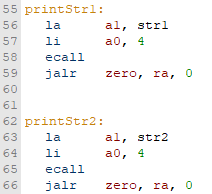 55 printStr1:
56 la a1, str1
57 li a0, 4
58 ecall
59 jalr zero, ra, 0
60
61
62 printStr2:
63 la a1, str2
64 li a0, 4
65 ecall
66 jalr zero, ra, 0